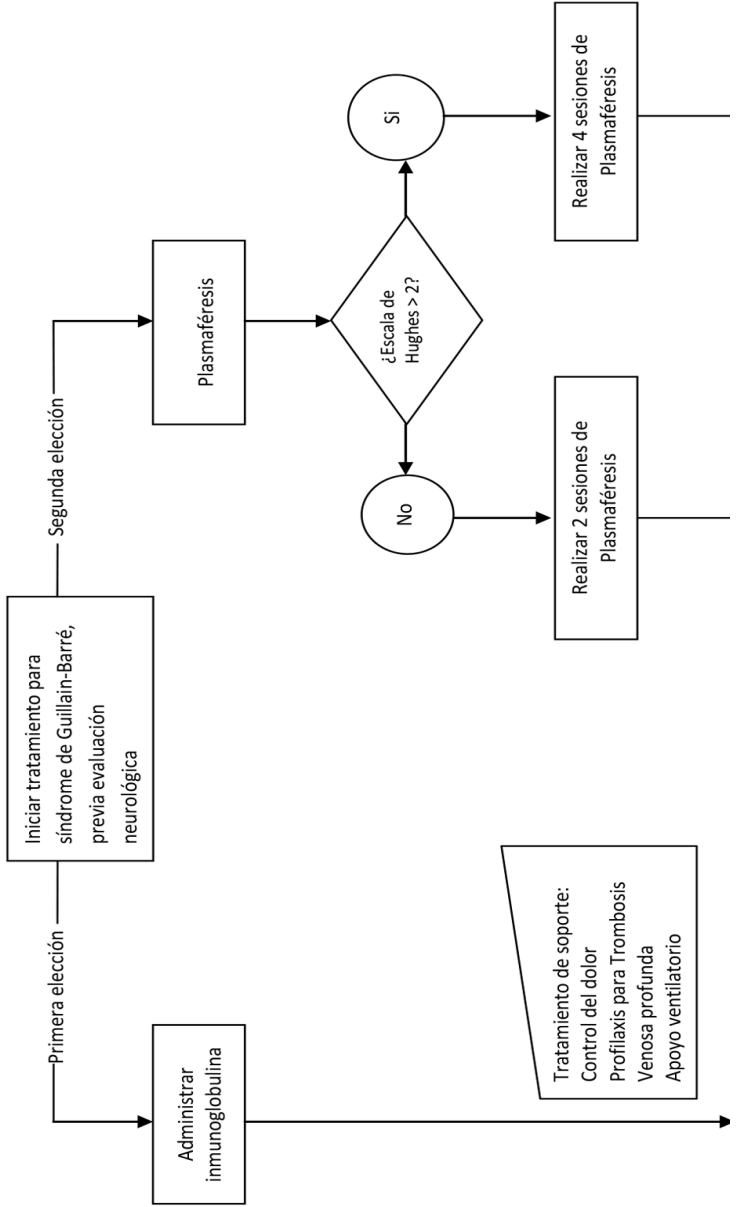 Iniciar tratamiento para
síndrome de Guillain-Barré,
previa evaluación
neurológica
Primera elección
Segunda elección
Administrar
inmunoglobulina
Plasmaféresis
¿Escala de
Hughes > 2?
No
Si
Realizar 2 sesiones de
Plasmaféresis
Realizar 4 sesiones de
Plasmaféresis
Tratamiento de soporte:
Control del dolor
Profilaxis para Trombosis
Venosa profunda
Apoyo ventilatorio